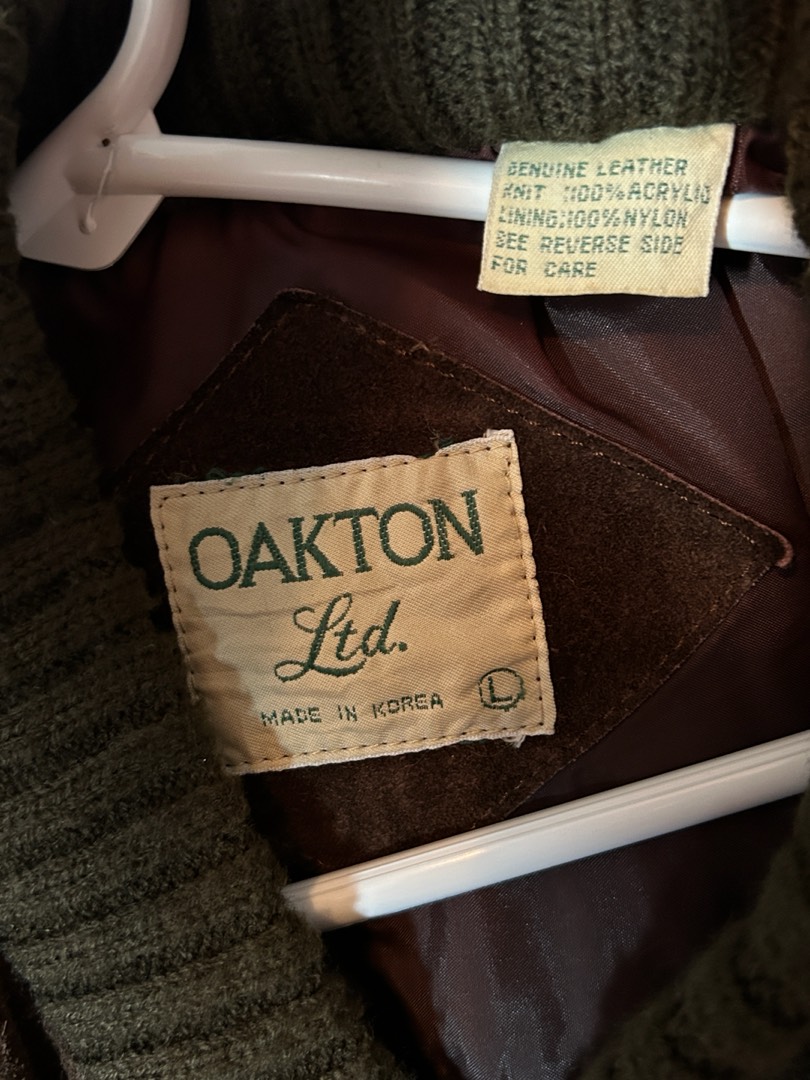 GENUINE LEATHER
KNIT :100%ACRYLIC
LINING:100%NYLON
SEE REVERSE SIDE
FOR CARE
OAKTON
Ltd.
MADE IN KOREA L